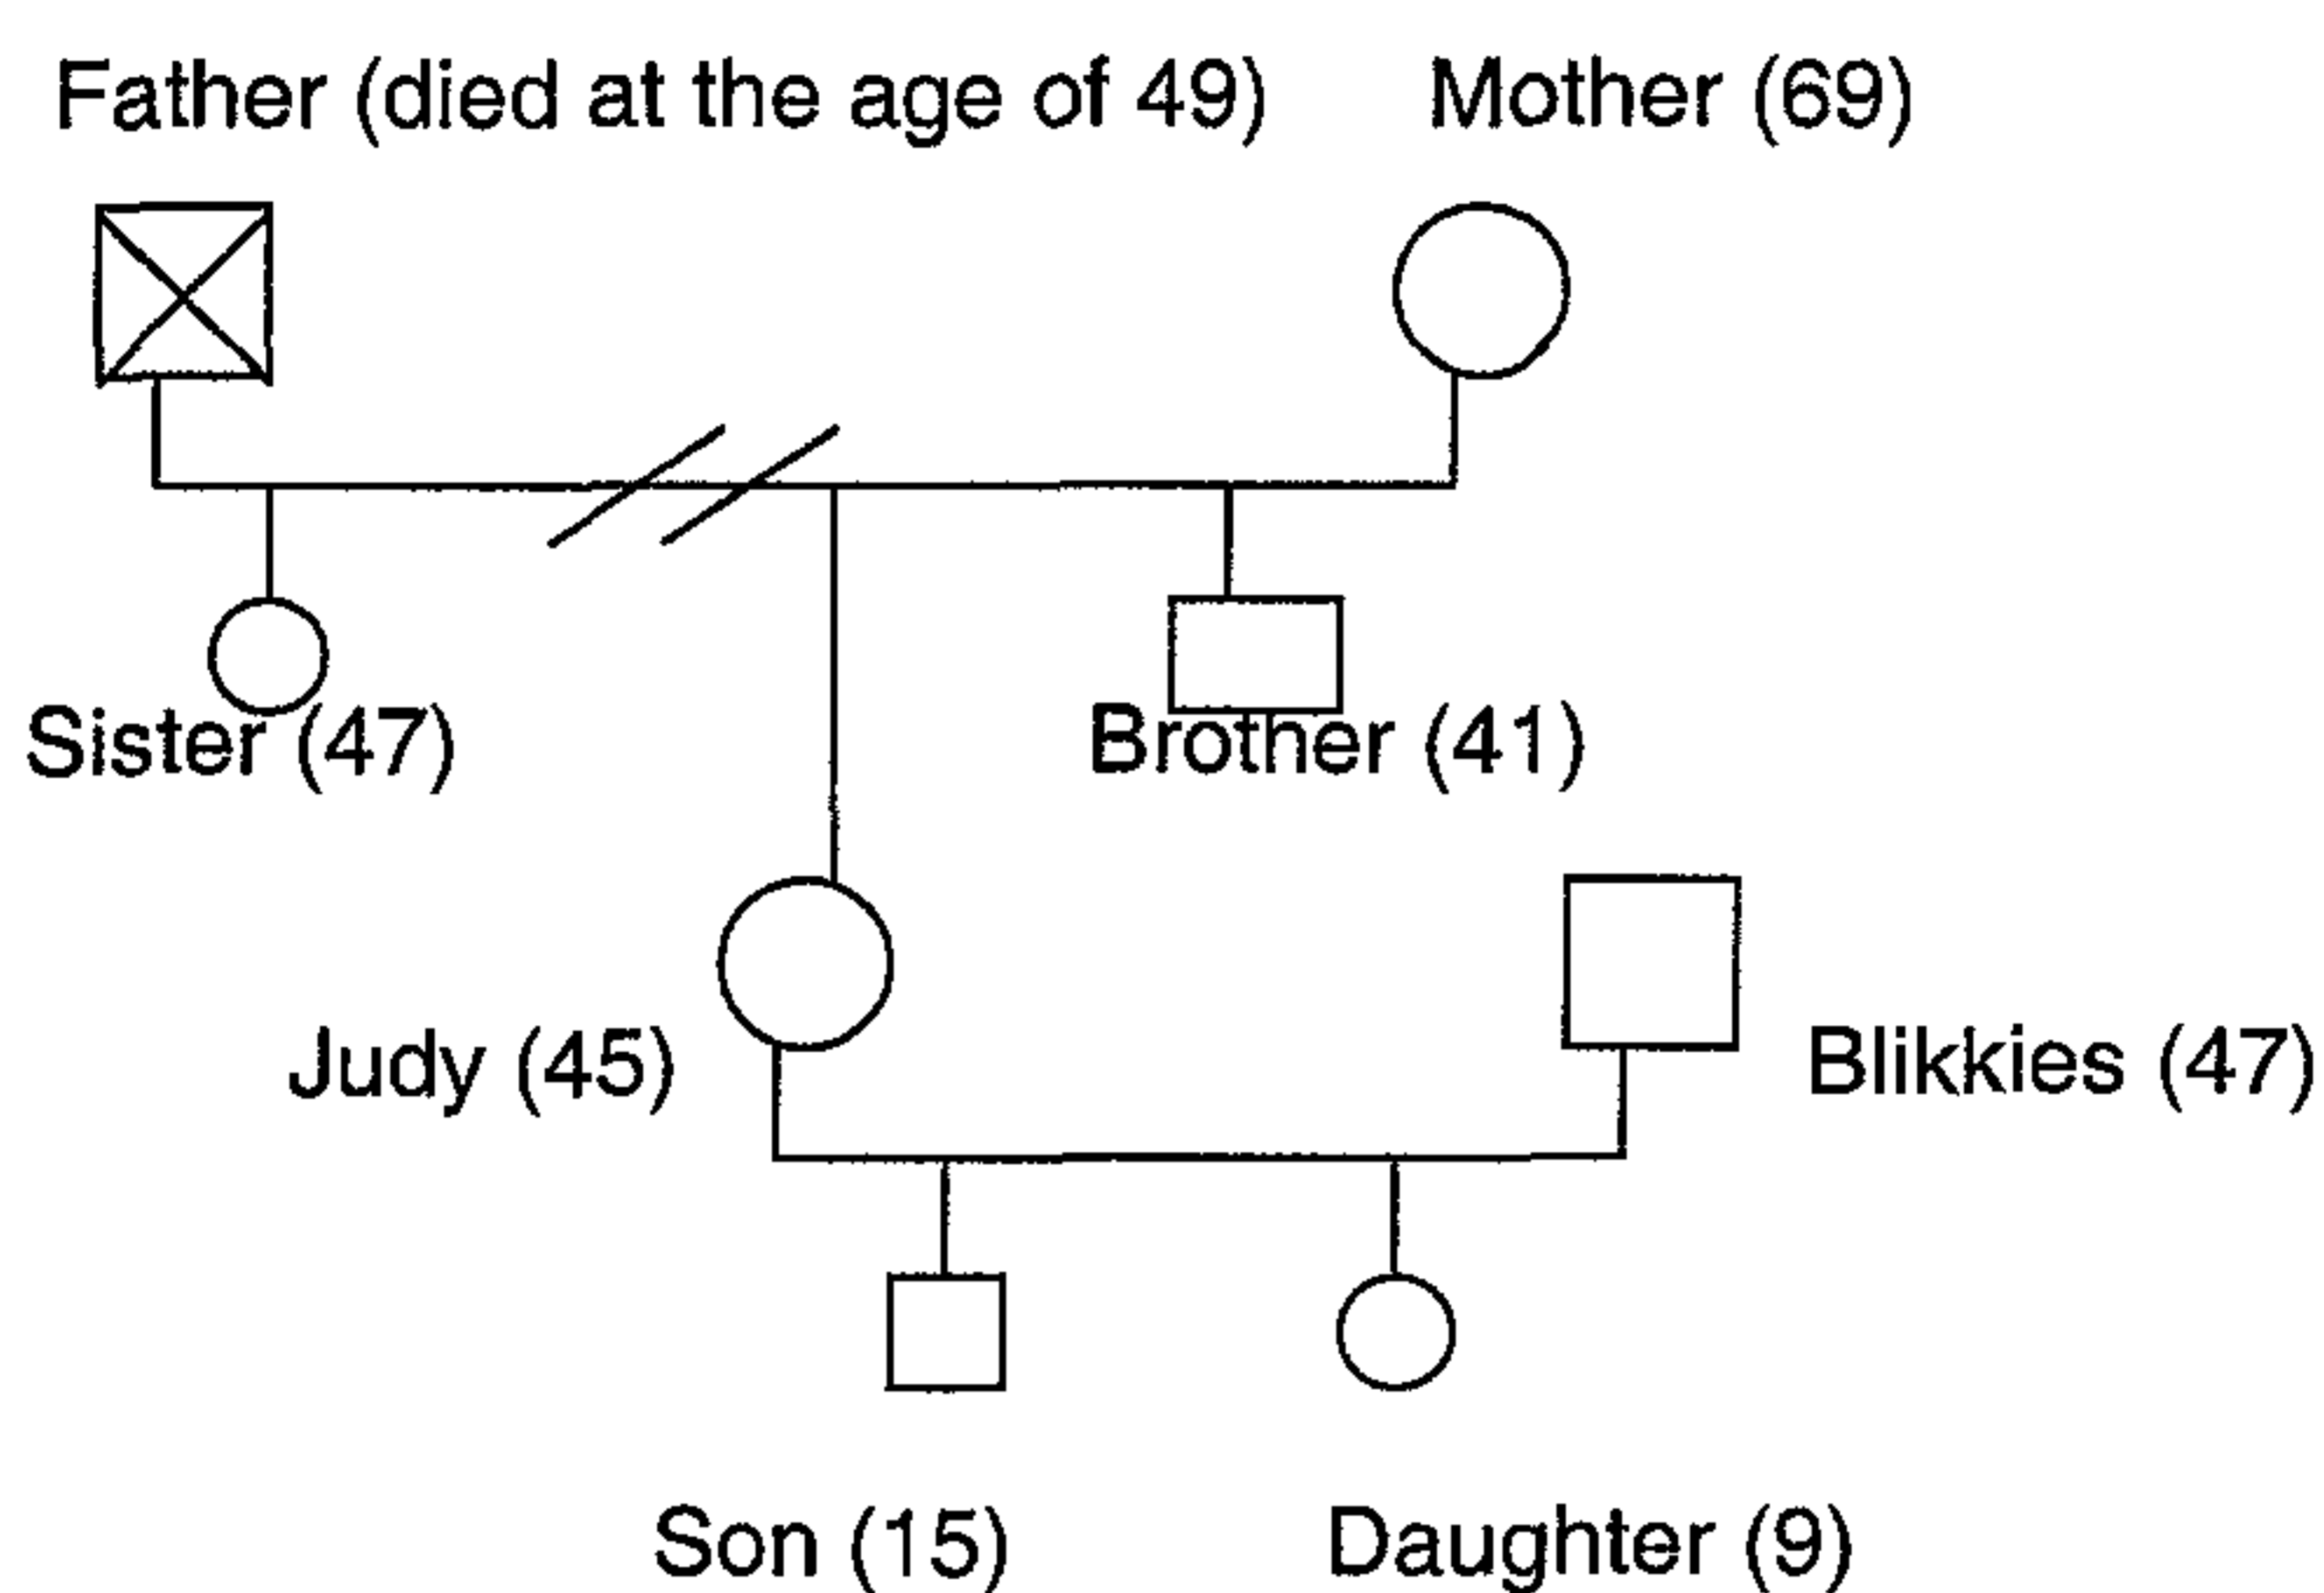 Father (died at the age of 49) Mother (69)
Sister (47) Brother (41)
Judy (45) Blikkies (47)
Son (15) Daughter (9)